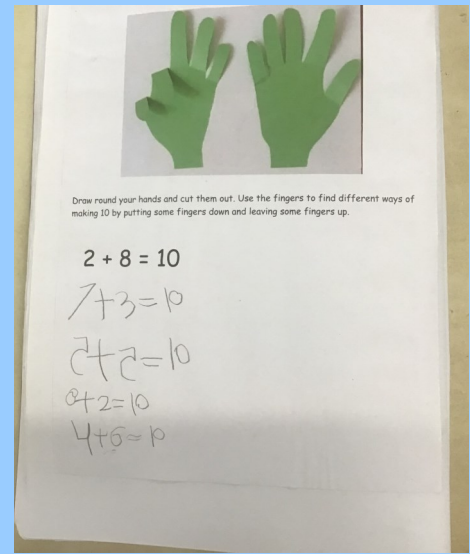 Draw round your hands and cut them out. Use the fingers to find different ways of
making 10 by putting some fingers down and leaving some fingers up.
2 + 8 = 10
7+3=10
5+5=10
8+2=10
4+6=10